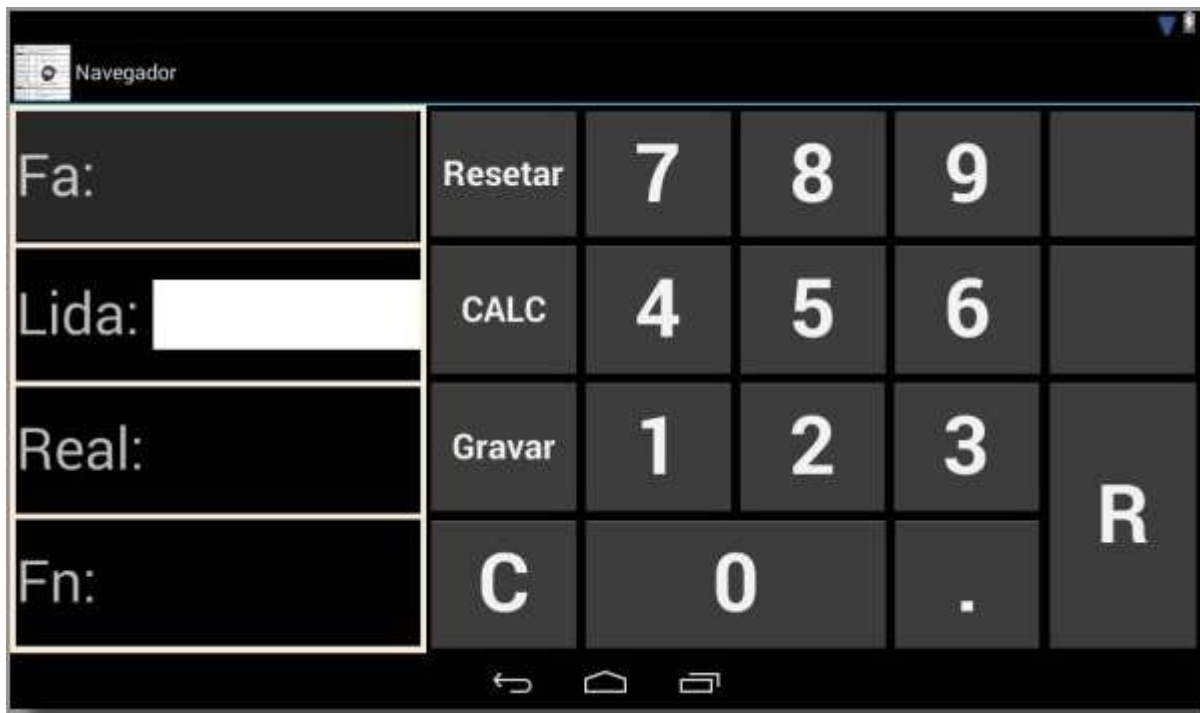 Navegador
Fa:
Resetar 7 8 9
Lida:
CALC 4 5 6
Real:
Gravar 1 2 3
R
Fn:
C 0 .